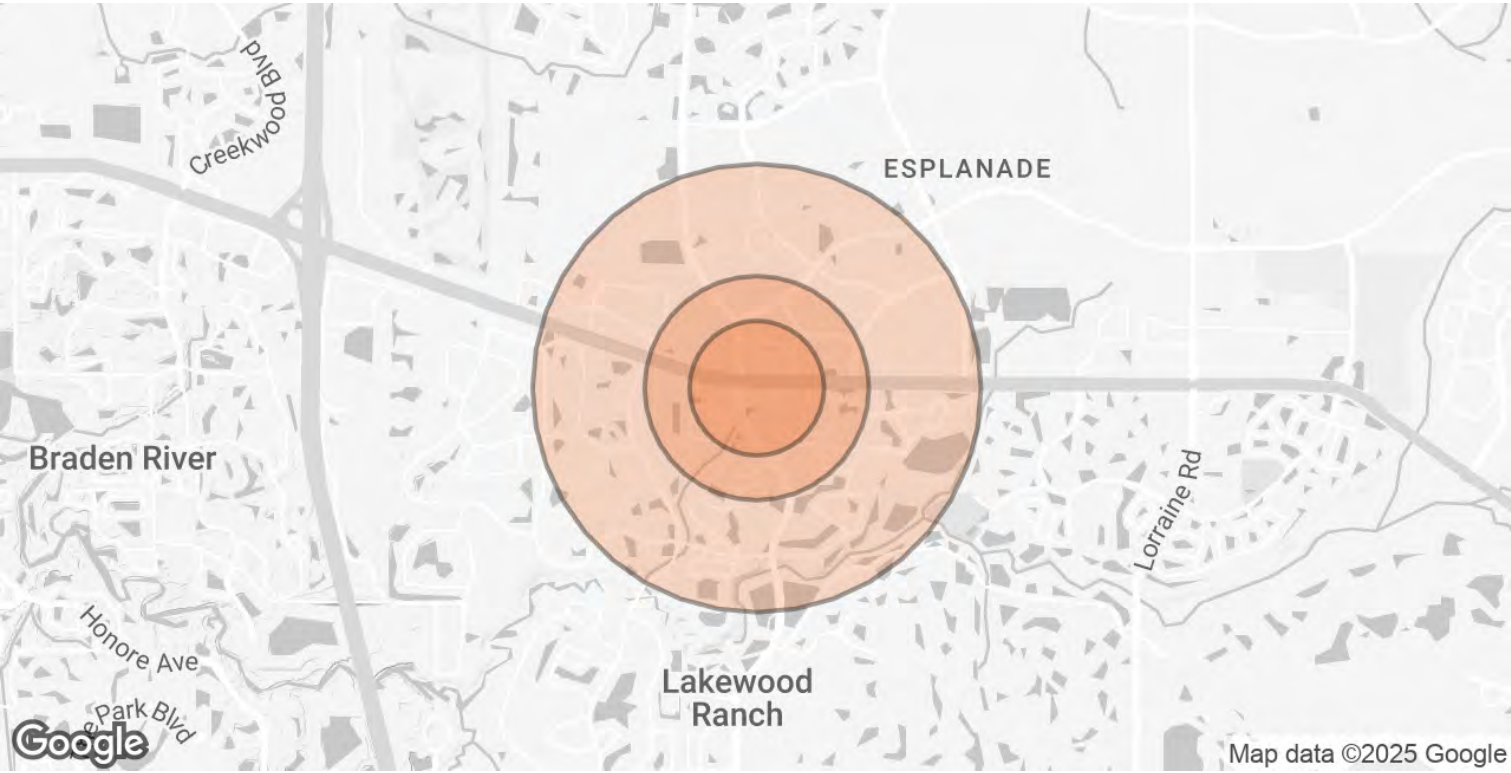 Creekwood Blvd
ESPLANADE
Braden River
Lorraine Rd
Honore Ave
Park Blvd
Lakewood
Ranch
Google
Map data ©2025 Google